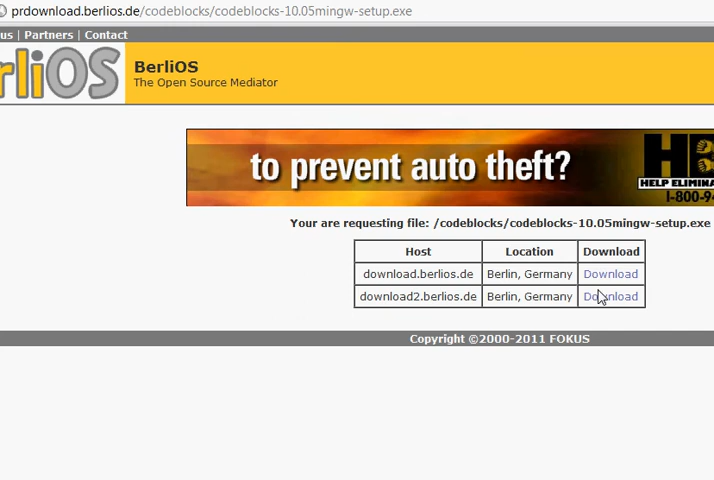 prdownload.berlios.de/codeblocks/codeblocks-10.05mingw-setup.exe
us | Partners | Contact
rliOS
BerliOS
The Open Source Mediator
to prevent auto theft?
HELP ELIMINA
1-800-9
Your are requesting file: /codeblocks/codeblocks-10.05mingw-setup.exe
Host Location Download
download.berlios.de Berlin, Germany Download
download2.berlios.de Berlin, Germany Download
Copyright ©2000-2011 FOKUS